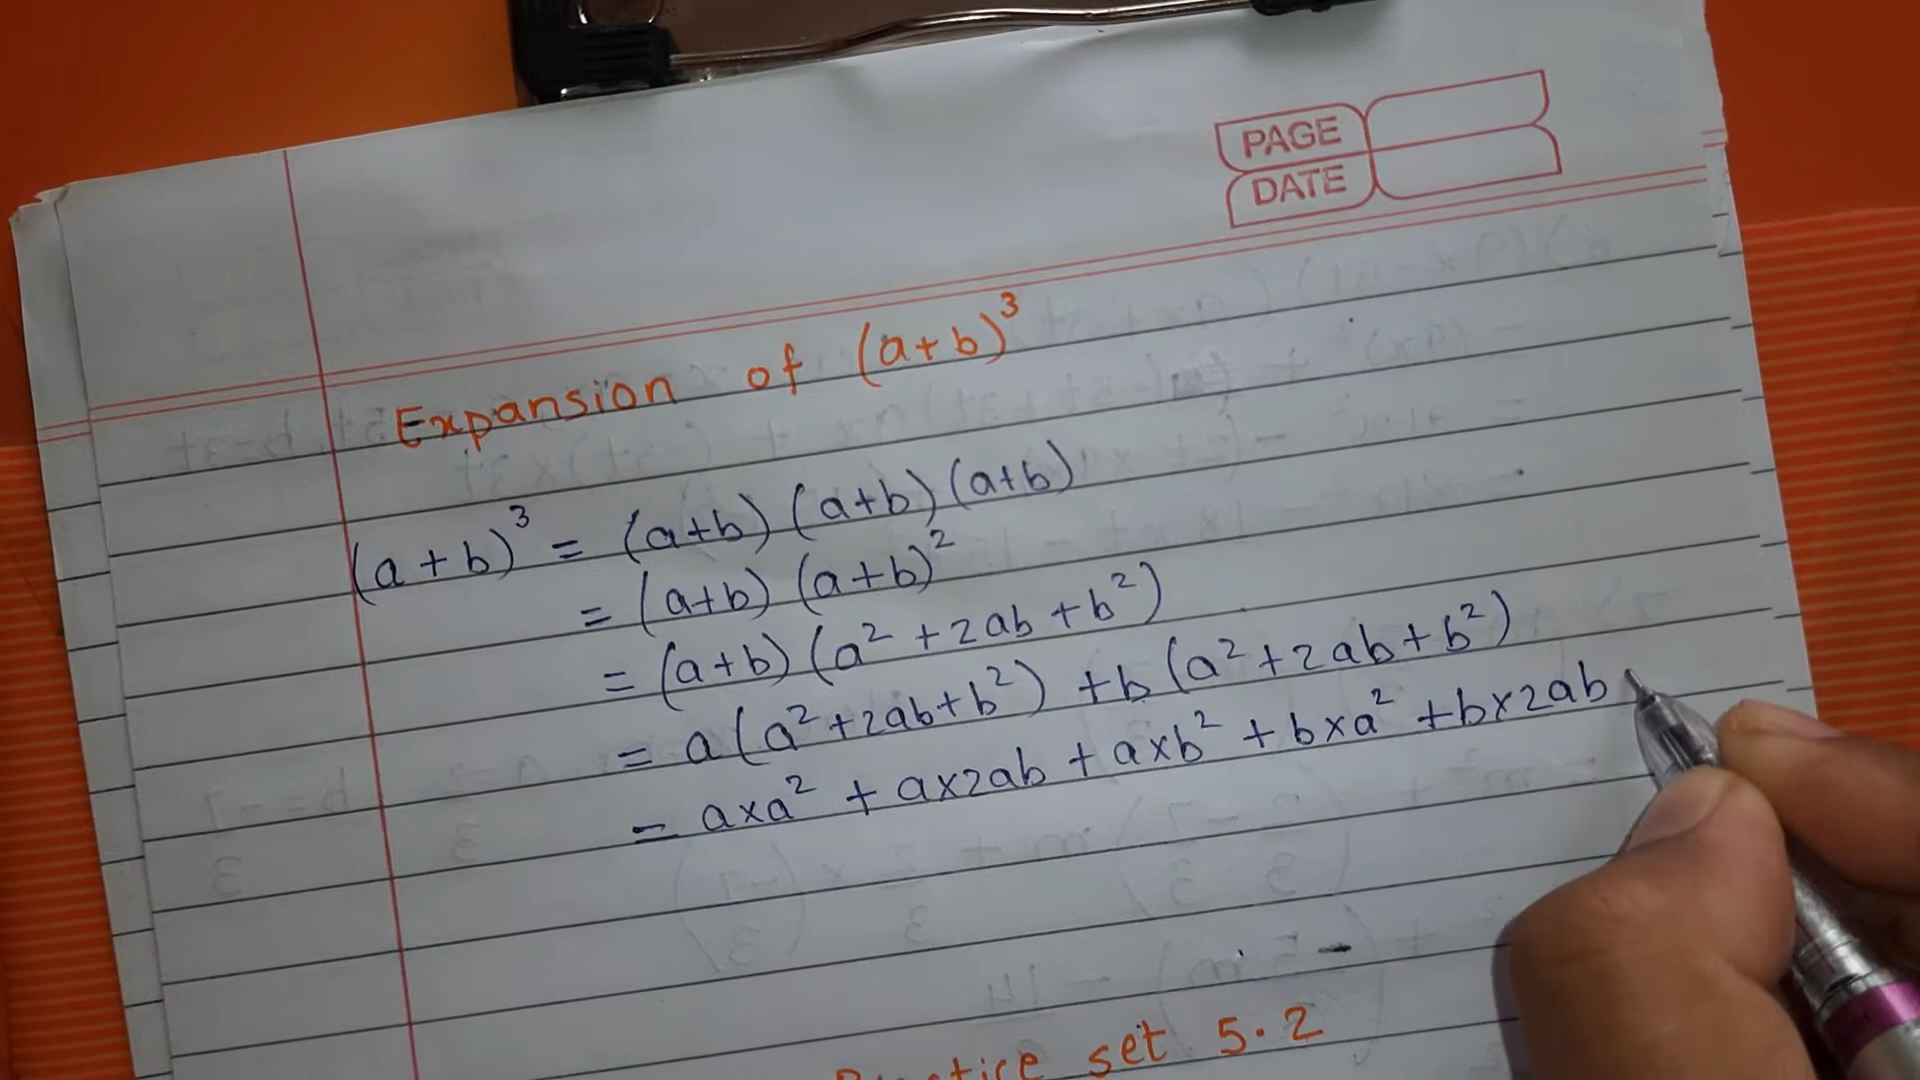 PAGE
DATE
Expansion of (a+b)³
(a+b)³ = (a+b) (a+b) (a+b)
= (a+b) (a+b)²
= (a+b) (a² + 2ab + b²)
= a(a²+2ab+b²) +b (a²+2ab+b²)
= a×a² + a×2ab + a×b² + b×a² +b×2ab
Practice set 5.2